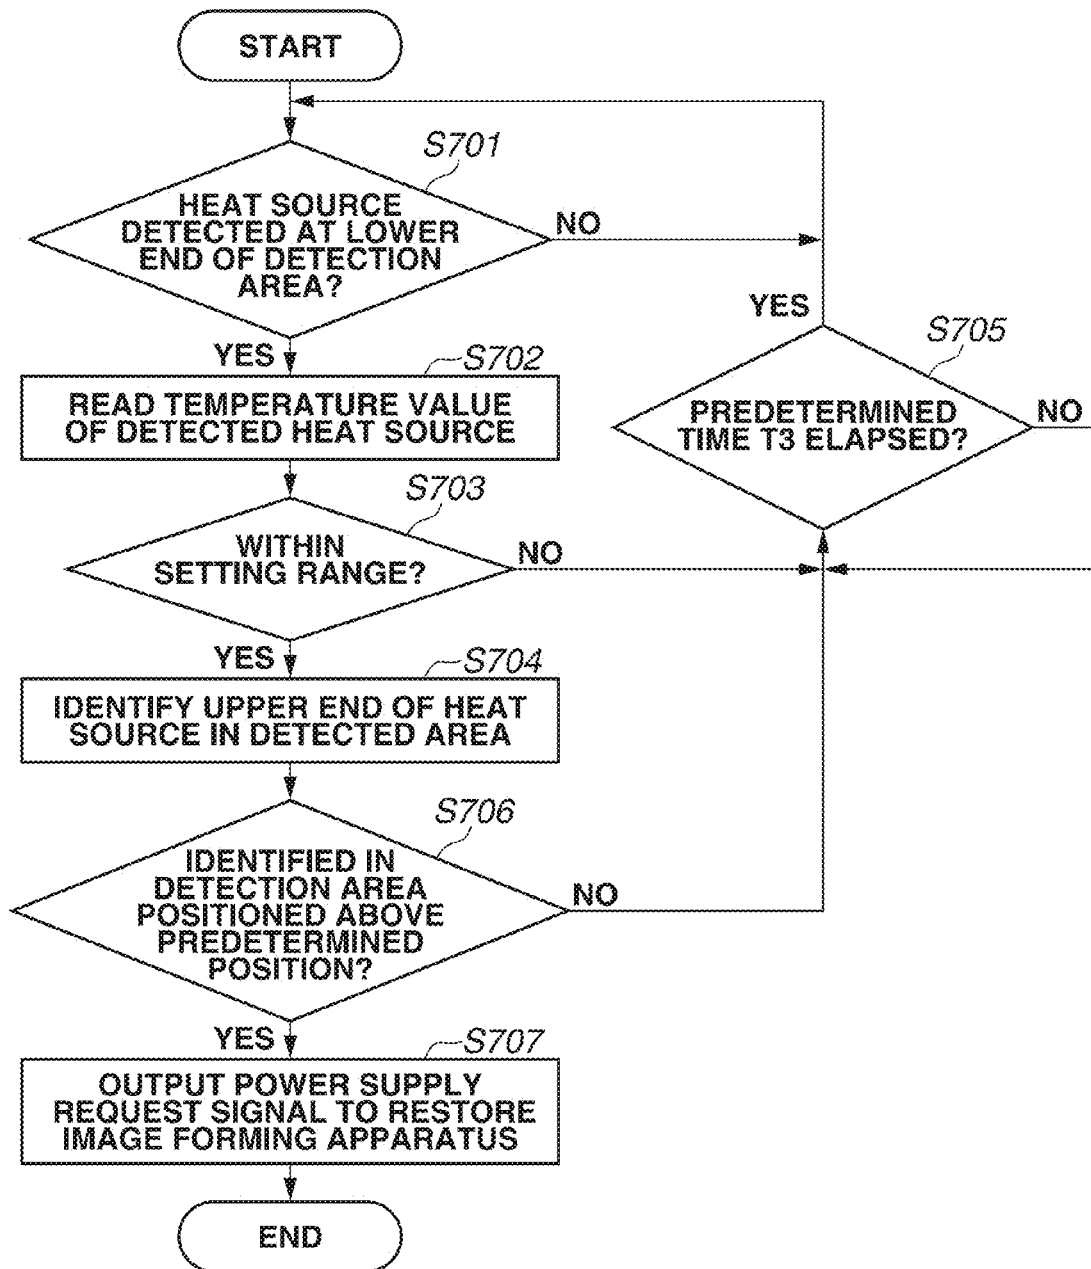 START
S701
HEAT SOURCE
DETECTED AT LOWER
END OF DETECTION
AREA?
NO
YES
S702
READ TEMPERATURE VALUE
OF DETECTED HEAT SOURCE
YES
S705
PREDETERMINED
TIME T3 ELAPSED?
NO
S703
WITHIN
SETTING RANGE?
NO
YES
S704
IDENTIFY UPPER END OF HEAT
SOURCE IN DETECTED AREA
S706
IDENTIFIED IN
DETECTION AREA
POSITIONED ABOVE
PREDETERMINED
POSITION?
NO
YES
S707
OUTPUT POWER SUPPLY
REQUEST SIGNAL TO RESTORE
IMAGE FORMING APPARATUS
END